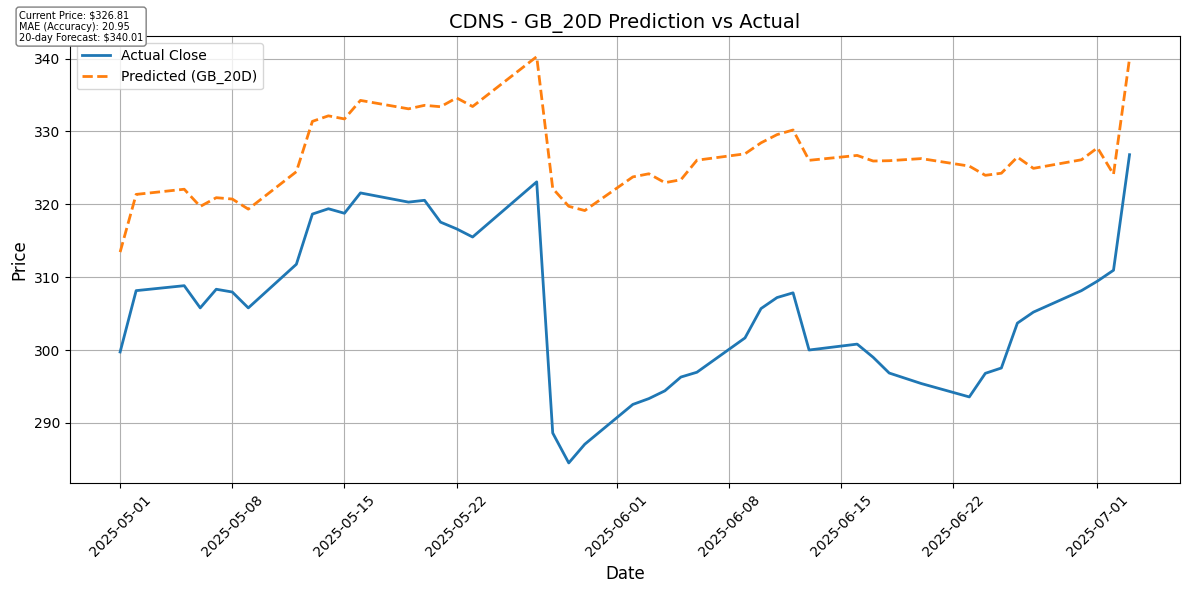 CDNS - GB_20D Prediction vs Actual
Current Price: $326.81
MAE (Accuracy): 20.95
20-day Forecast: $340.01
Actual Close
Predicted (GB_20D)
Price
340
330
320
310
300
290
2025-05-01
2025-05-08
2025-05-15
2025-05-22
2025-06-01
2025-06-08
2025-06-15
2025-06-22
2025-07-01
Date